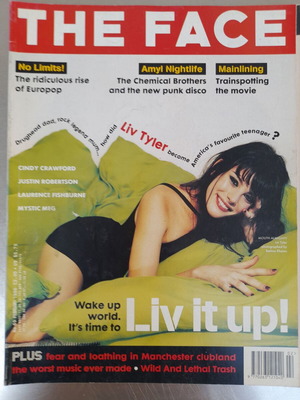 THE FACE
No Limits!
The ridiculous rise
of Europop
Amyl Nightlife
The Chemical Brothers
and the new punk disco
Mainlining
Trainspotting
the movie
Drughead dad, rock legend mum, how did Liv Tyler become America's favourite teenager?
CINDY CRAWFORD
JUSTIN ROBERTSON
LAURENCE FISHBURNE
MYSTIC MEG
Wake up
world.
It's time to
Liv it up!
PLUS fear and loathing in Manchester clubland
the worst music ever made • Wild And Lethal Trash